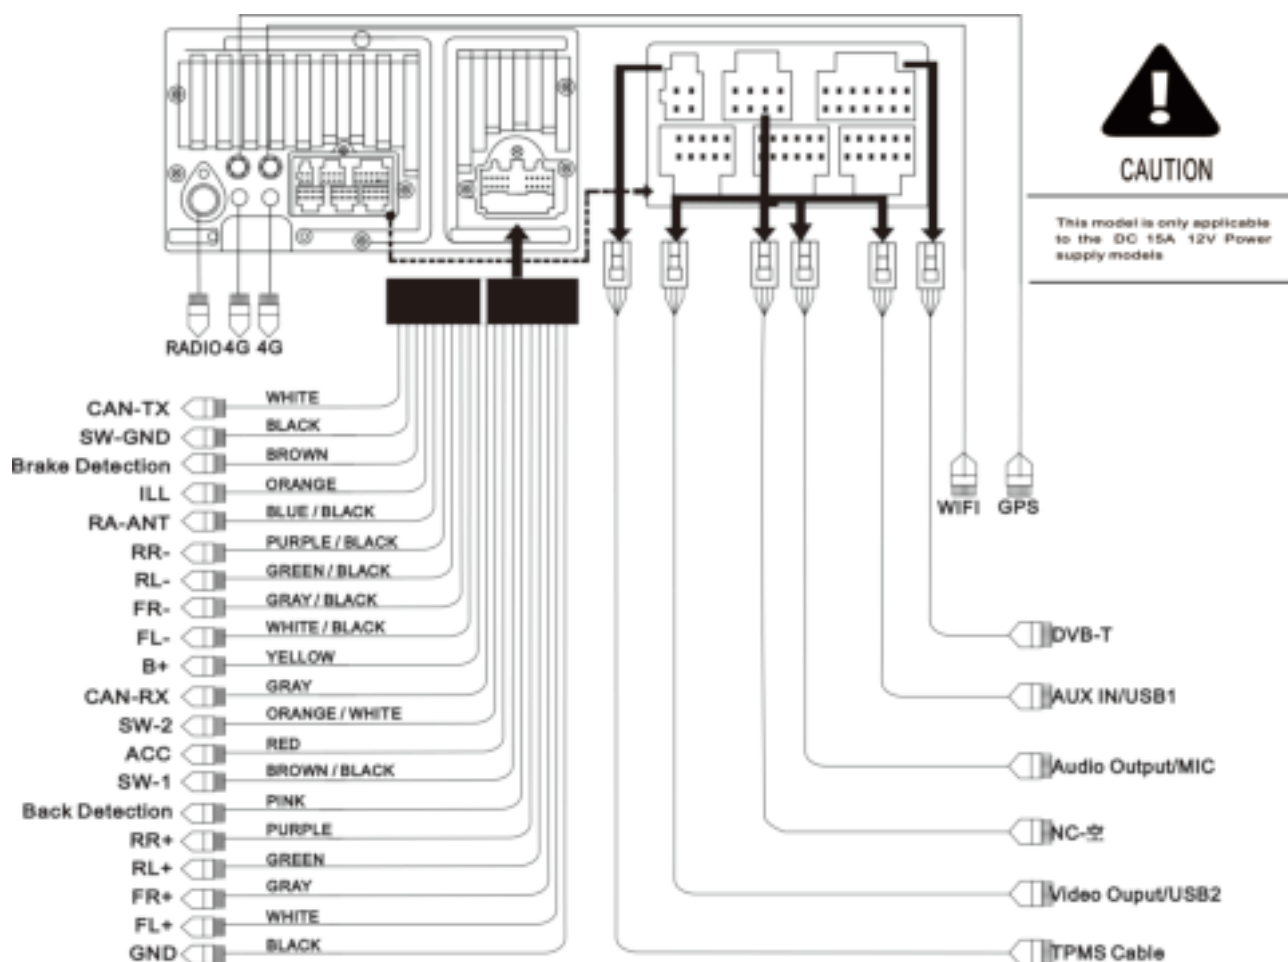 CAUTION
This model is only applicable
to the DC 15A 12V Power
supply models
RADIO 4G 4G
CAN-TX WHITE
SW-GND BLACK
Brake Detection BROWN
ILL ORANGE
RA-ANT BLUE / BLACK
RR- PURPLE / BLACK
RL- GREEN / BLACK
FR- GRAY / BLACK
FL- WHITE / BLACK
B+ YELLOW
CAN-RX GRAY
SW-2 ORANGE / WHITE
ACC RED
SW-1 BROWN / BLACK
Back Detection PINK
RR+ PURPLE
RL+ GREEN
FR+ GRAY
FL+ WHITE
GND BLACK
WIFI GPS
DVB-T
AUX IN/USB1
Audio Output/MIC
NC-空
Video Ouput/USB2
TPMS Cable